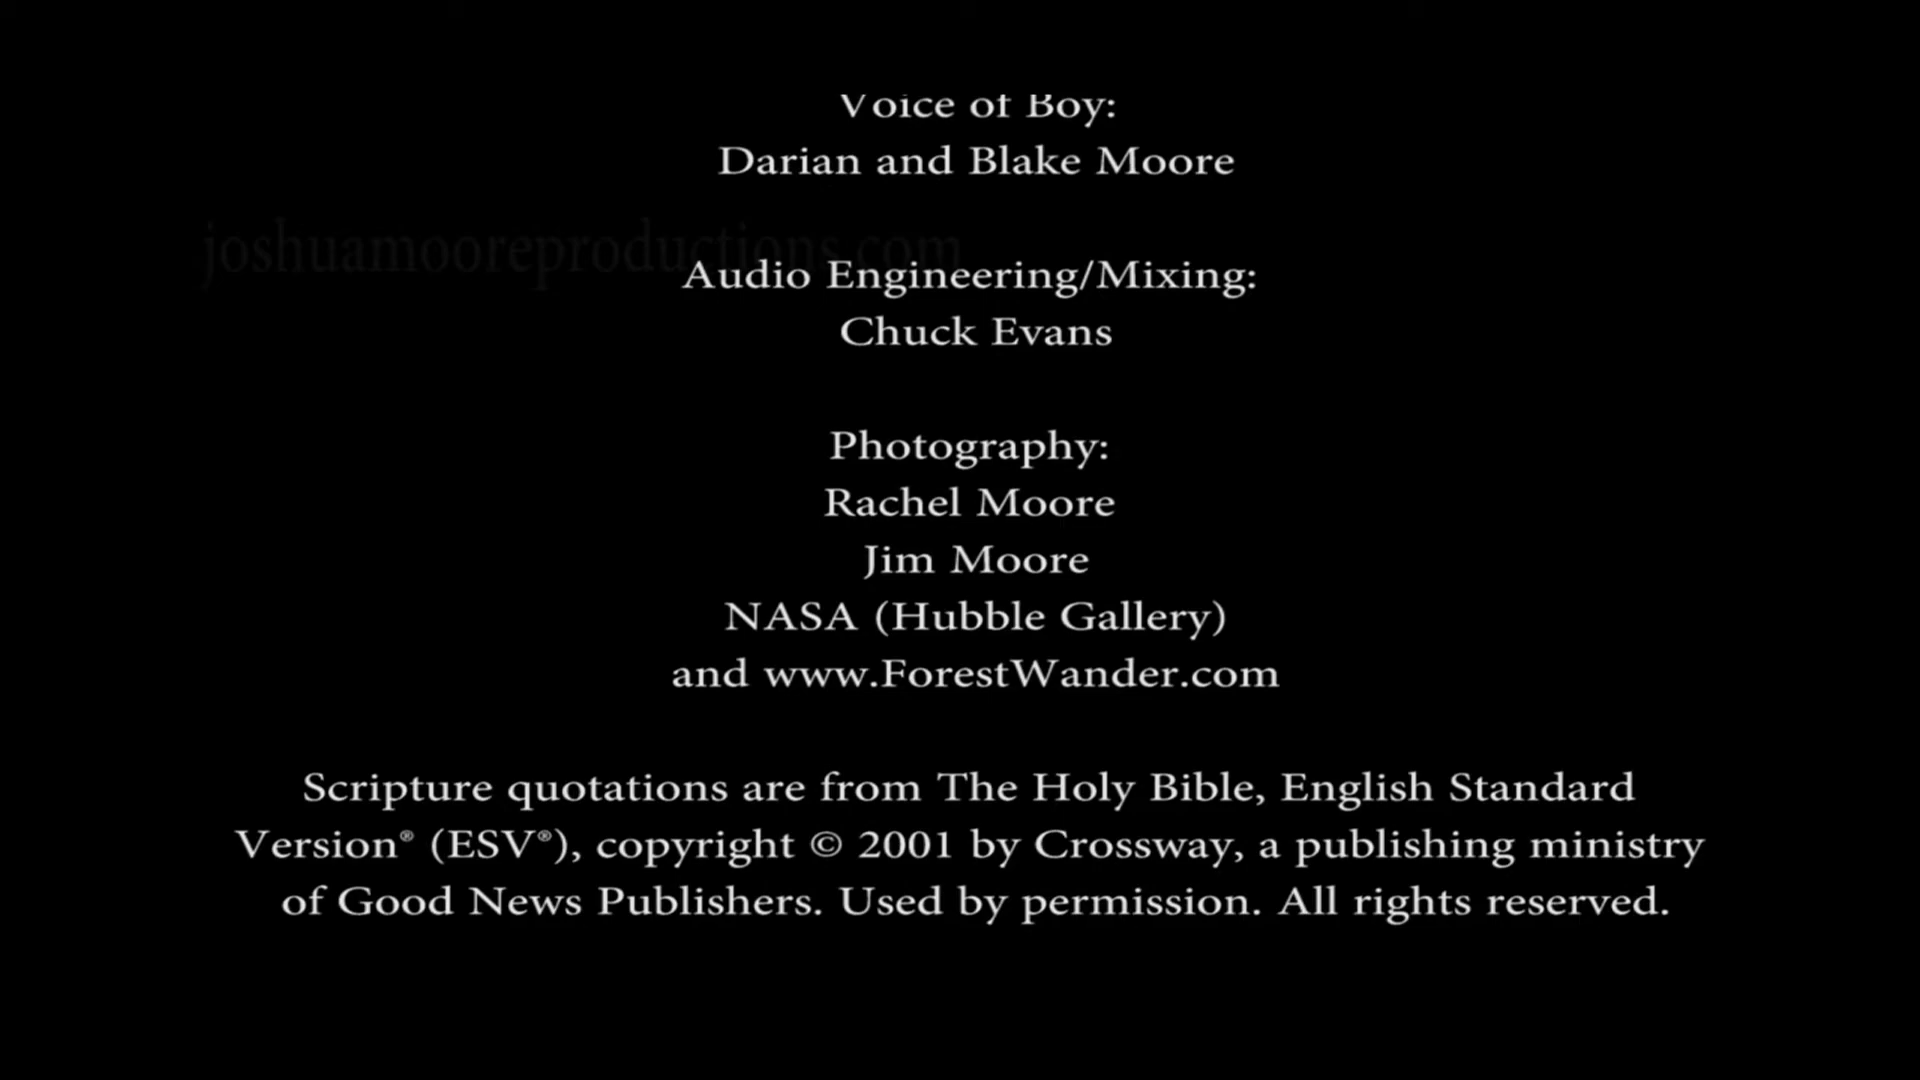 Voice of Boy:
Darian and Blake Moore
joshuamooreproductions.com
Audio Engineering/Mixing:
Chuck Evans
Photography:
Rachel Moore
Jim Moore
NASA (Hubble Gallery)
and www.ForestWander.com
Scripture quotations are from The Holy Bible, English Standard
Version® (ESV®), copyright © 2001 by Crossway, a publishing ministry
of Good News Publishers. Used by permission. All rights reserved.